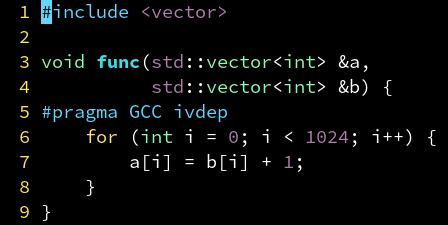 1 #include <vector>
2
3 void func(std::vector<int> &a,
4           std::vector<int> &b) {
5 #pragma GCC ivdep
6     for (int i = 0; i < 1024; i++) {
7         a[i] = b[i] + 1;
8     }
9 }